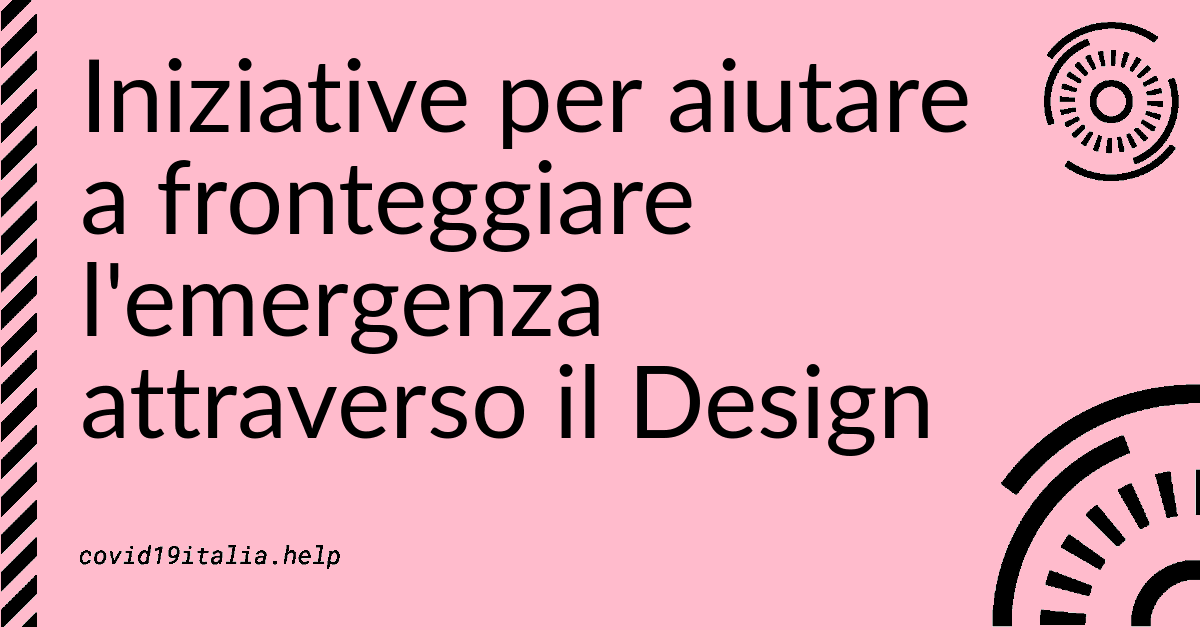 Iniziative per aiutare
a fronteggiare
l'emergenza
attraverso il Design
covid19italia.help